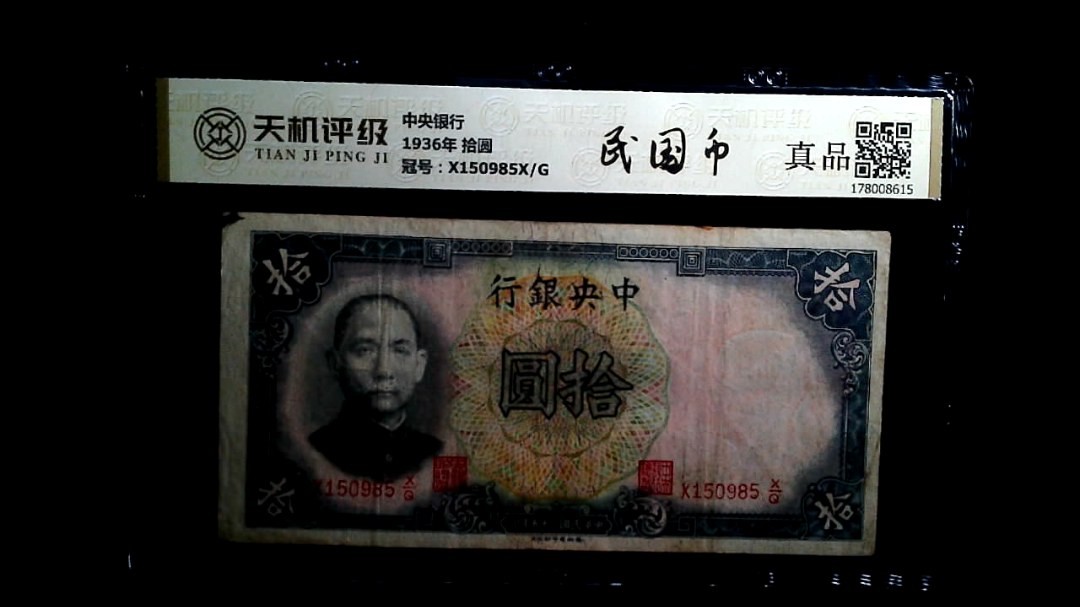 天机评级
TIAN JI PING JI
中央银行
1936年 拾圆
冠号：X150985X/G
民国币
真品
178008615
拾
拾
行銀央中
圓拾
X150985 X/Q
X150985 X/Q
拾
拾